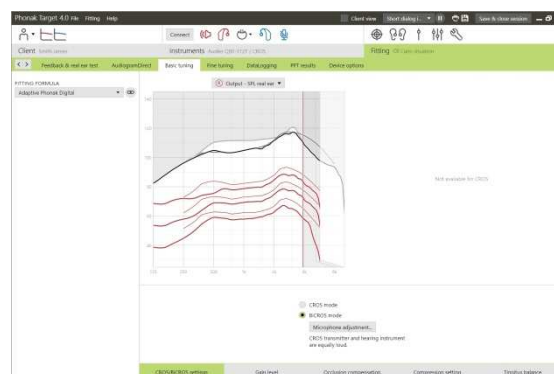 Phonak Target 4.0 File Fitting Help
Client view
Save & close session
Connect
Client
Instruments
Fitting
Feedback & real ear test
AudiogramDirect
Basic tuning
Fine tuning
DataLogging
PFT results
Device options
FITTING FORMULA
Adaptive Phonak Digital
Output - SPL real ear
Not available for CROS
CROS mode
BiCROS mode
Microphone adjustment...
CROS transmitter and hearing instrument
are equally loud.
CROS/BiCROS settings
Gain level
Occlusion compensation
Compression setting
Tinnitus balance